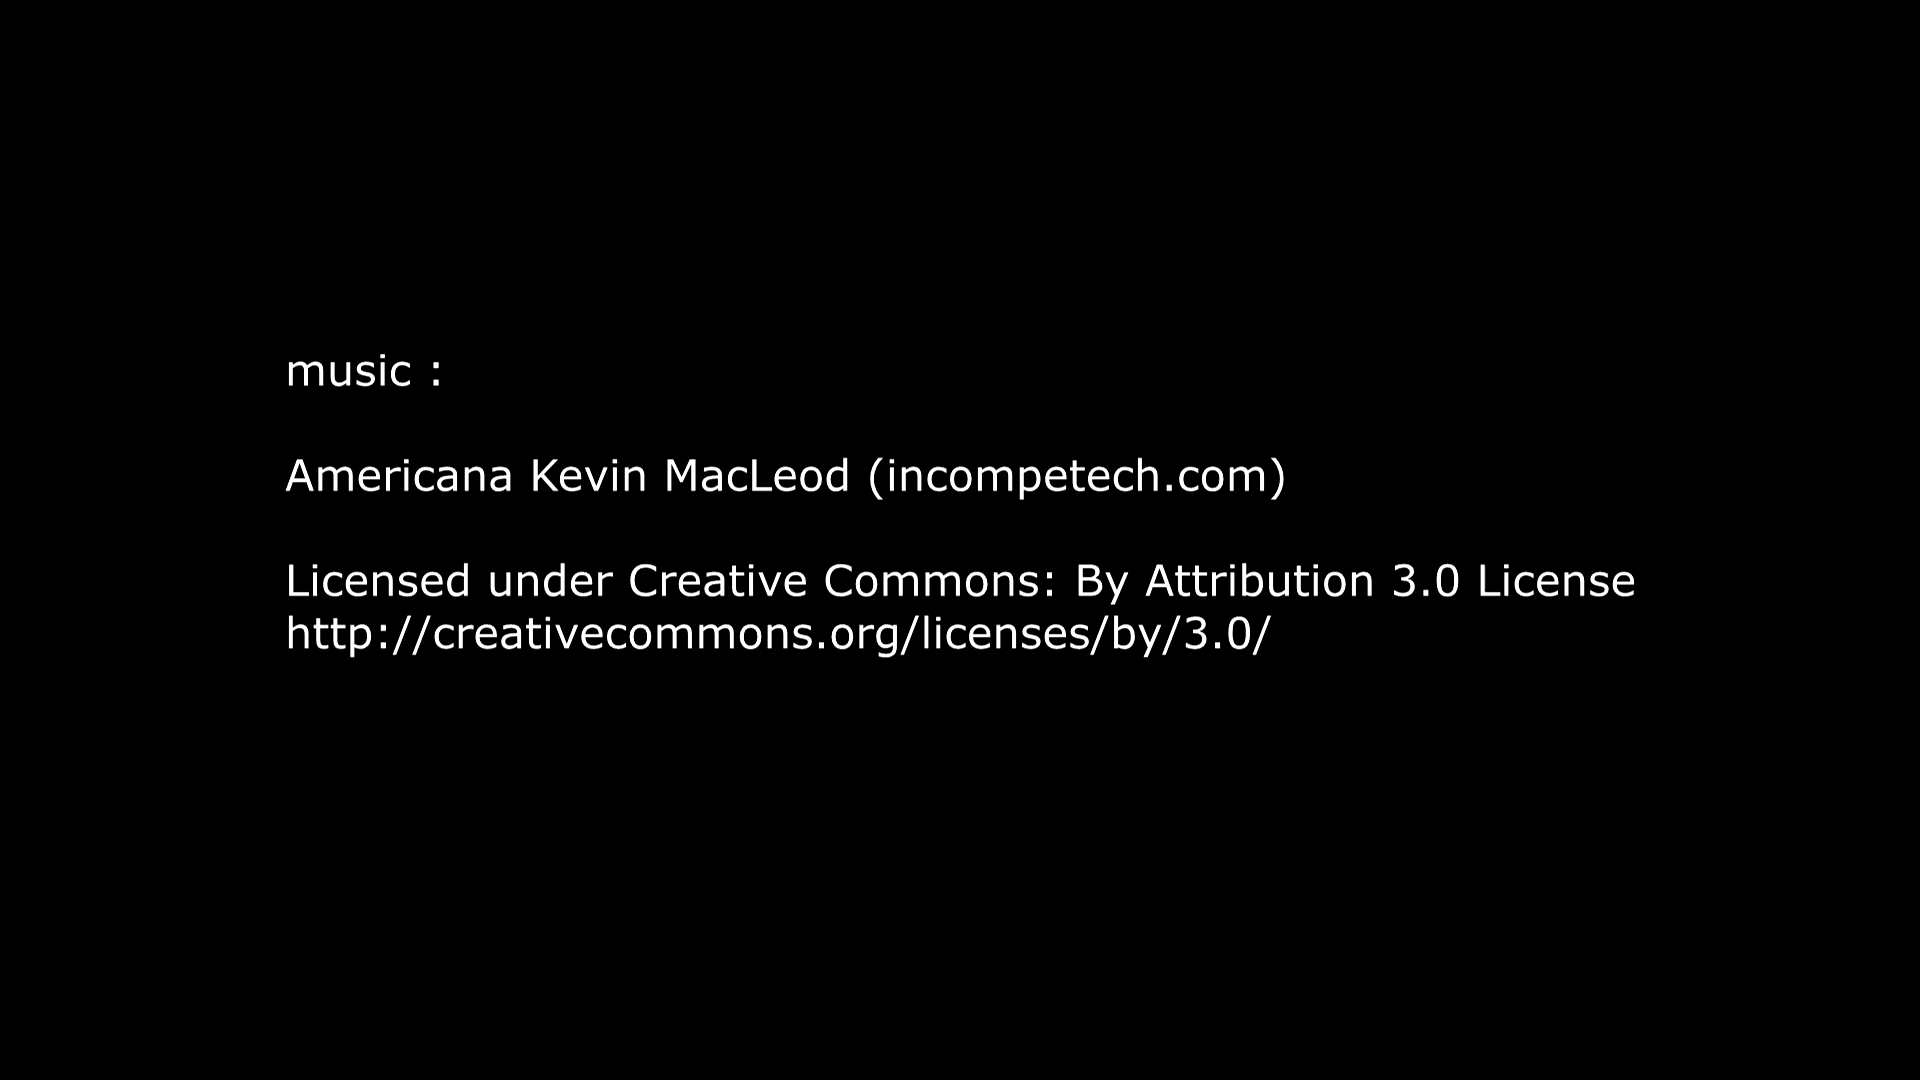 music :
Americana Kevin MacLeod (incompetech.com)
Licensed under Creative Commons: By Attribution 3.0 License
http://creativecommons.org/licenses/by/3.0/